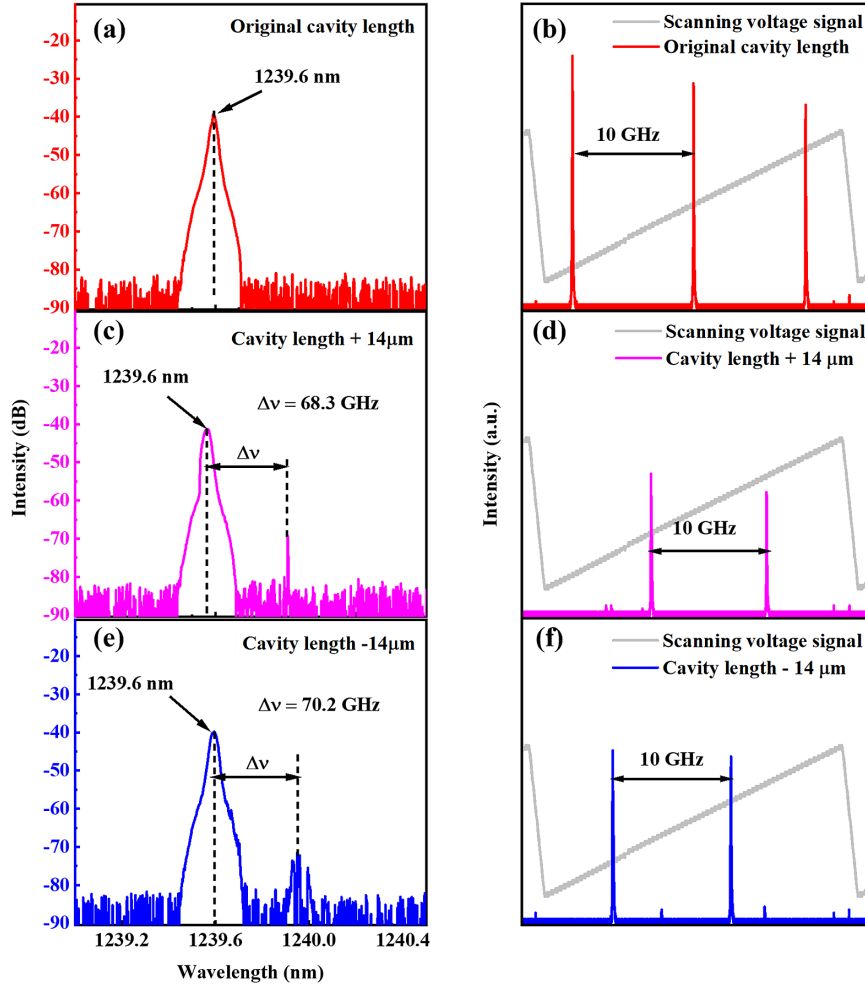 (a) Original cavity length
1239.6 nm
-20
-30
-40
-50
-60
-70
-80
-90
(b) Scanning voltage signal
Original cavity length
10 GHz
(c) Cavity length + 14μm
1239.6 nm
Δν = 68.3 GHz
Δν
-20
-30
-40
-50
-60
-70
-80
-90
Intensity (dB)
(d) Scanning voltage signal
Cavity length + 14 μm
10 GHz
Intensity (a.u.)
(e) Cavity length -14μm
1239.6 nm
Δν = 70.2 GHz
Δν
-20
-30
-40
-50
-60
-70
-80
-90
1239.2 1239.6 1240.0 1240.4
Wavelength (nm)
(f) Scanning voltage signal
Cavity length - 14 μm
10 GHz